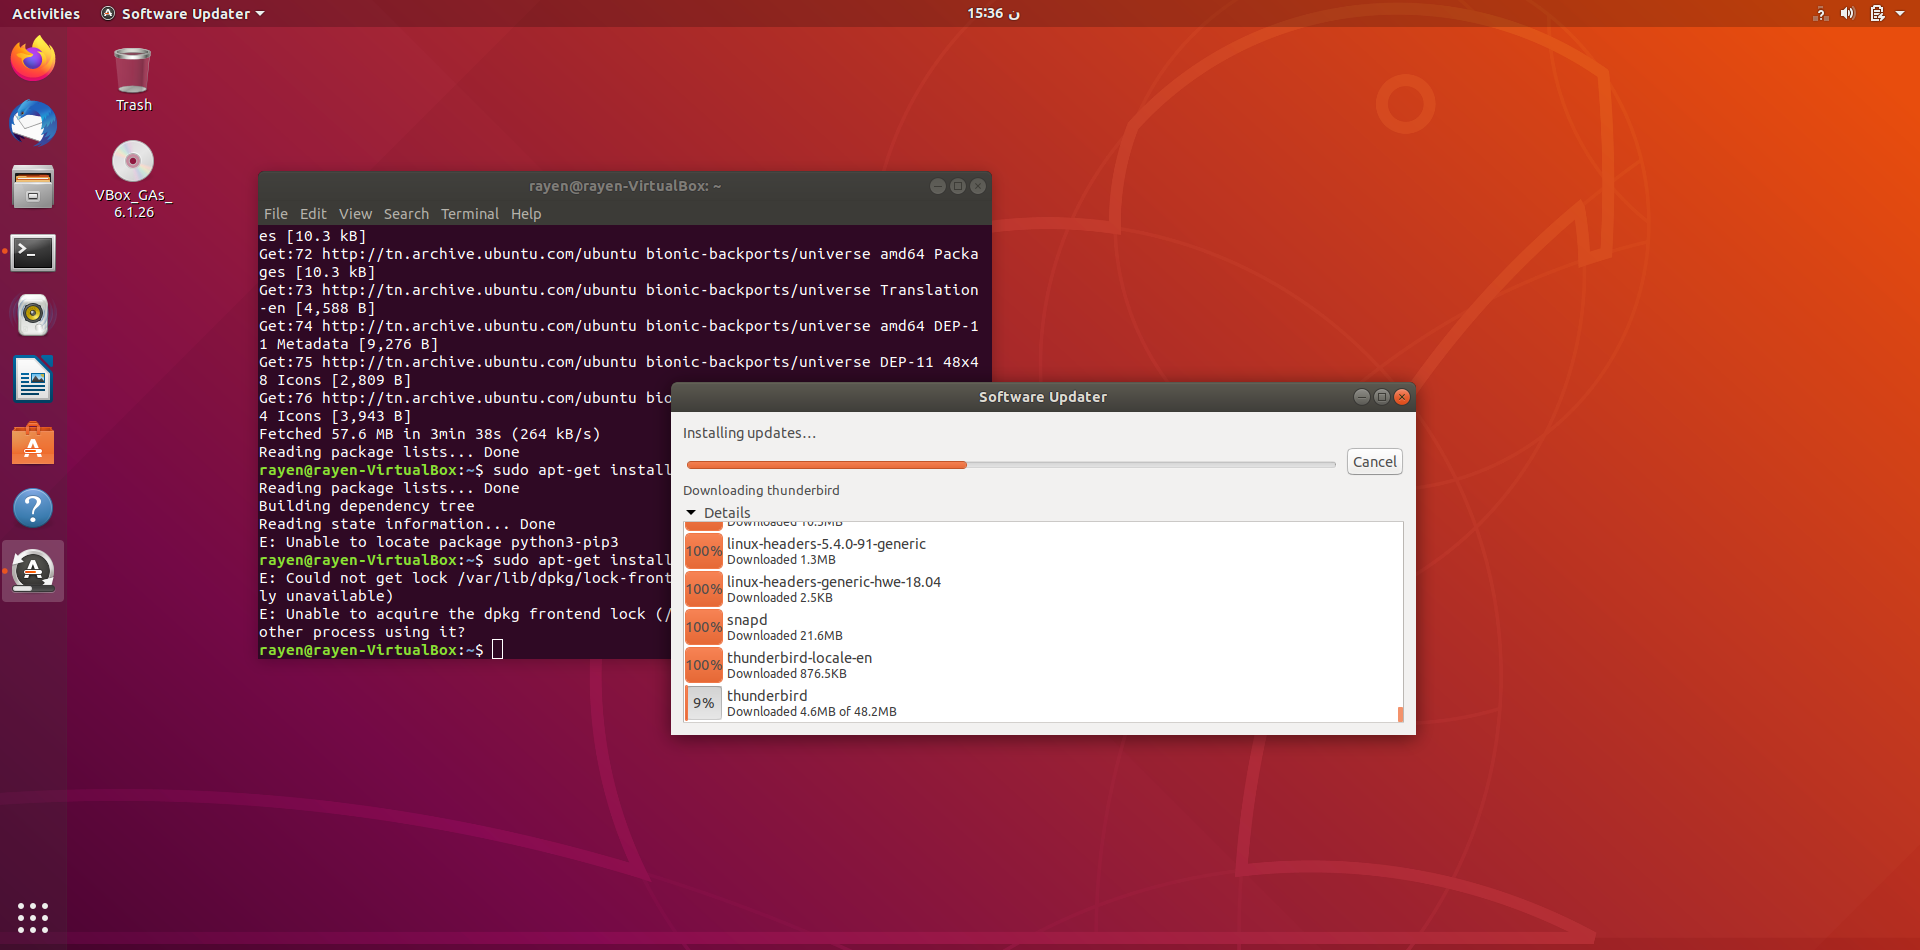 Activities
Software Updater
15:36 ن
Trash
VBox_GAs_
6.1.26
rayen@rayen-VirtualBox: ~
File Edit View Search Terminal Help
es [10.3 kB]
Get:72 http://tn.archive.ubuntu.com/ubuntu bionic-backports/universe amd64 Packa
ges [10.3 kB]
Get:73 http://tn.archive.ubuntu.com/ubuntu bionic-backports/universe Translation
-en [4,588 B]
Get:74 http://tn.archive.ubuntu.com/ubuntu bionic-backports/universe amd64 DEP-1
1 Metadata [9,276 B]
Get:75 http://tn.archive.ubuntu.com/ubuntu bionic-backports/universe DEP-11 48x4
8 Icons [2,809 B]
Get:76 http://tn.archive.ubuntu.com/ubuntu bio
4 Icons [3,943 B]
Fetched 57.6 MB in 3min 38s (264 kB/s)
Reading package lists... Done
rayen@rayen-VirtualBox:~$ sudo apt-get install
Reading package lists... Done
Building dependency tree
Reading state information... Done
E: Unable to locate package python3-pip3
rayen@rayen-VirtualBox:~$ sudo apt-get install
E: Could not get lock /var/lib/dpkg/lock-front
ly unavailable)
E: Unable to acquire the dpkg frontend lock (/
other process using it?
rayen@rayen-VirtualBox:~$
Software Updater
Installing updates…
Cancel
Downloading thunderbird
Details
Downloaded 10.5MB
100% linux-headers-5.4.0-91-generic
Downloaded 1.3MB
100% linux-headers-generic-hwe-18.04
Downloaded 2.5KB
100% snapd
Downloaded 21.6MB
100% thunderbird-locale-en
Downloaded 876.5KB
9% thunderbird
Downloaded 4.6MB of 48.2MB